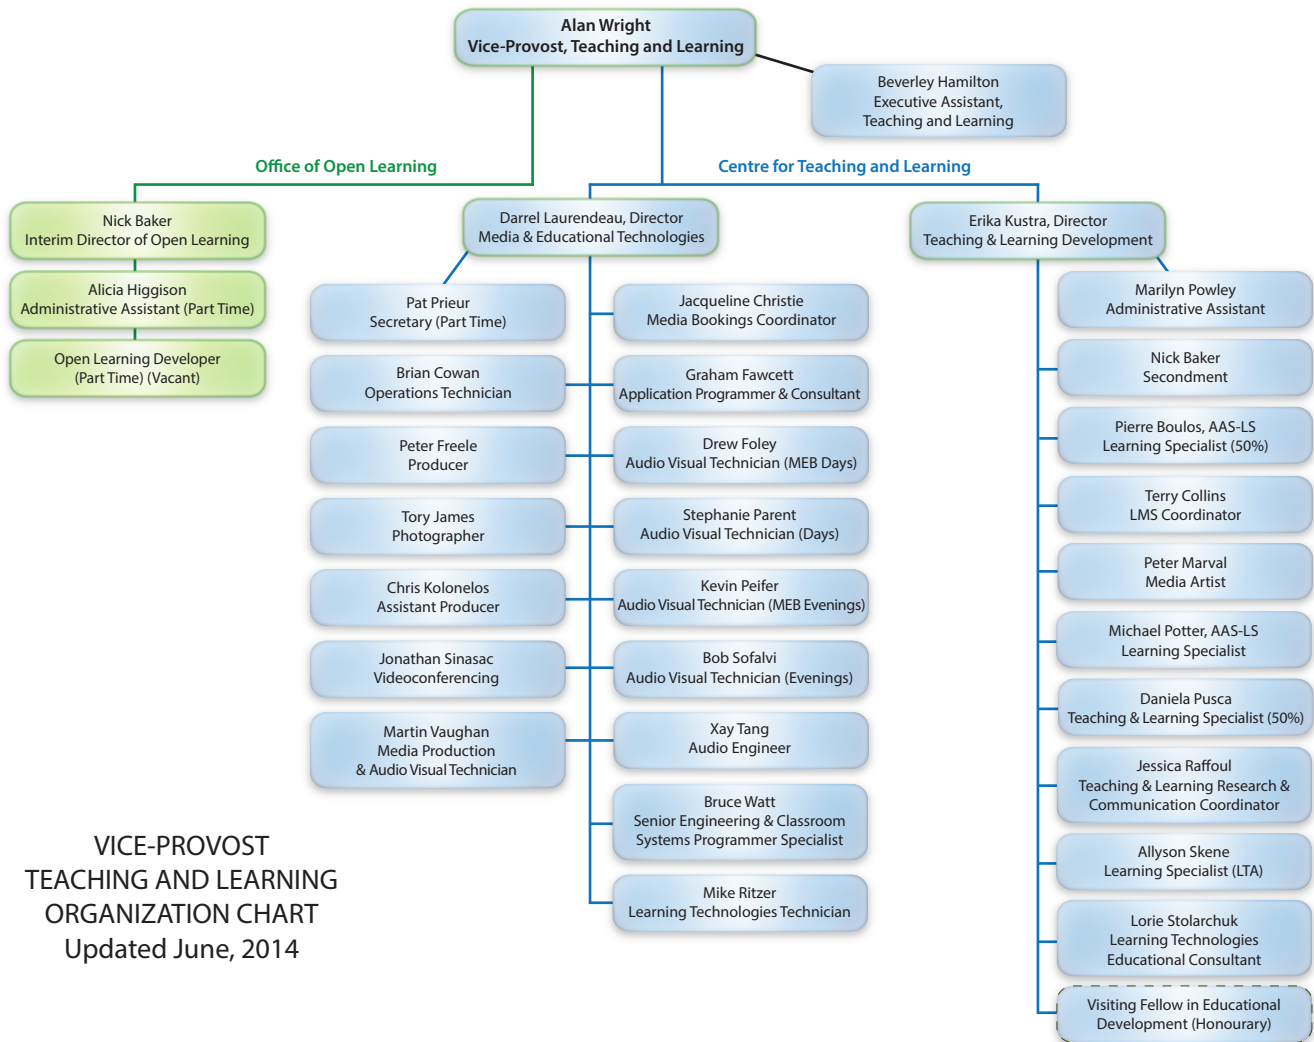 Alan Wright
Vice-Provost, Teaching and Learning
Beverley Hamilton
Executive Assistant,
Teaching and Learning
Office of Open Learning
Centre for Teaching and Learning
Nick Baker
Interim Director of Open Learning
Alicia Higgison
Administrative Assistant (Part Time)
Open Learning Developer
(Part Time) (Vacant)
Darrel Laurendeau, Director
Media & Educational Technologies
Pat Prieur
Secretary (Part Time)
Brian Cowan
Operations Technician
Peter Freele
Producer
Tory James
Photographer
Chris Kolonelos
Assistant Producer
Jonathan Sinasac
Videoconferencing
Martin Vaughan
Media Production
& Audio Visual Technician
Jacqueline Christie
Media Bookings Coordinator
Graham Fawcett
Application Programmer & Consultant
Drew Foley
Audio Visual Technician (MEB Days)
Stephanie Parent
Audio Visual Technician (Days)
Kevin Peifer
Audio Visual Technician (MEB Evenings)
Bob Sofalvi
Audio Visual Technician (Evenings)
Xay Tang
Audio Engineer
Bruce Watt
Senior Engineering & Classroom
Systems Programmer Specialist
Mike Ritzer
Learning Technologies Technician
Erika Kustra, Director
Teaching & Learning Development
Marilyn Powley
Administrative Assistant
Nick Baker
Secondment
Pierre Boulos, AAS-LS
Learning Specialist (50%)
Terry Collins
LMS Coordinator
Peter Marval
Media Artist
Michael Potter, AAS-LS
Learning Specialist
Daniela Pusca
Teaching & Learning Specialist (50%)
Jessica Raffoul
Teaching & Learning Research &
Communication Coordinator
Allyson Skene
Learning Specialist (LTA)
Lorie Stolarchuk
Learning Technologies
Educational Consultant
Visiting Fellow in Educational
Development (Honourary)
VICE-PROVOST
TEACHING AND LEARNING
ORGANIZATION CHART
Updated June, 2014